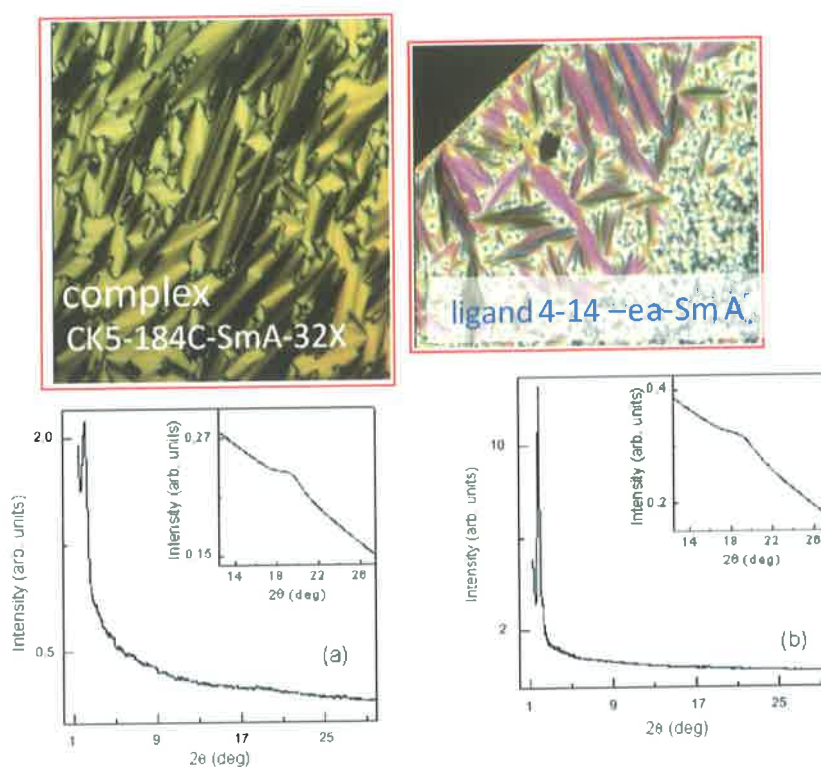 complex
CK5-184C-SmA-32X
ligand 4-14 –ea-Sm A
2.0
0.5
Intensity (arb. units)
1
9
17
25
2θ (deg)
(a)
0.27
0.15
Intensity (arb. units)
14
18
22
26
2θ (deg)
10
2
Intensity (arb. units)
1
9
17
25
2θ (deg)
(b)
0.4
0.2
Intensity (arb. units)
14
18
22
26
2θ (deg)